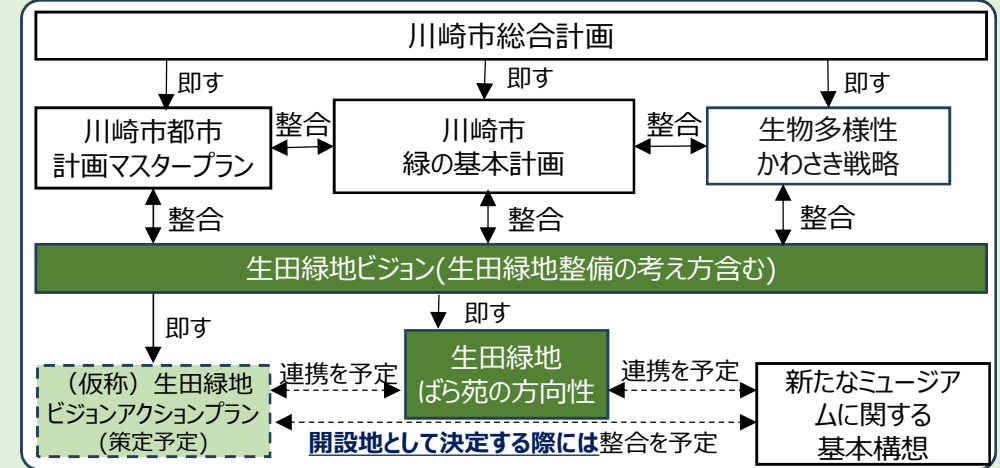 川崎市総合計画
即す
即す
即す
川崎市都市
計画マスタープラン
整合
川崎市
緑の基本計画
整合
生物多様性
かわさき戦略
整合
整合
整合
生田緑地ビジョン(生田緑地整備の考え方含む)
即す
即す
（仮称）生田緑地
ビジョンアクションプラン
(策定予定)
連携を予定
生田緑地
ばら苑の方向性
連携を予定
新たなミュージア
ムに関する
基本構想
開設地として決定する際には整合を予定